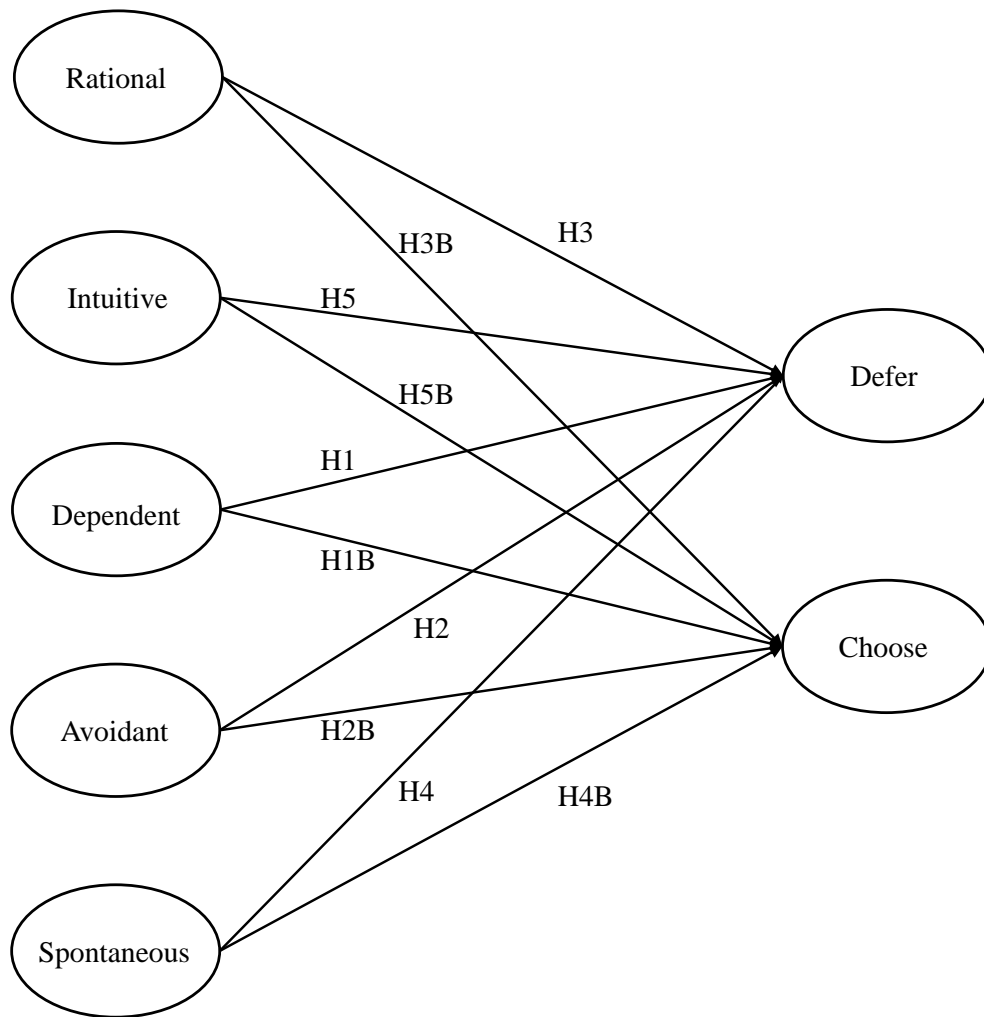 Rational
H3
H3B
Intuitive
H5
Defer
H5B
H1
Dependent
H1B
H2
Choose
Avoidant
H2B
H4
H4B
Spontaneous